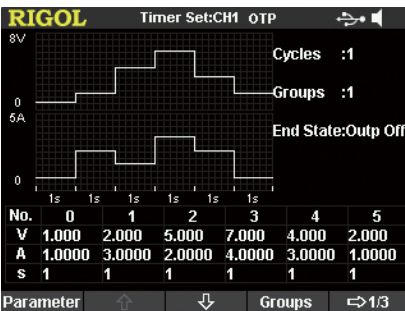 RIGOL Timer Set:CH1 OTP
8V
Cycles :1
Groups :1
0
5A
End State:Outp Off
0
1s 1s 1s 1s 1s
No. 0 1 2 3 4 5
V 1.000 2.000 5.000 7.000 4.000 2.000
A 1.0000 3.0000 2.0000 4.0000 3.0000 1.0000
s 1 1 1 1 1 1
Parameter Groups 1/3